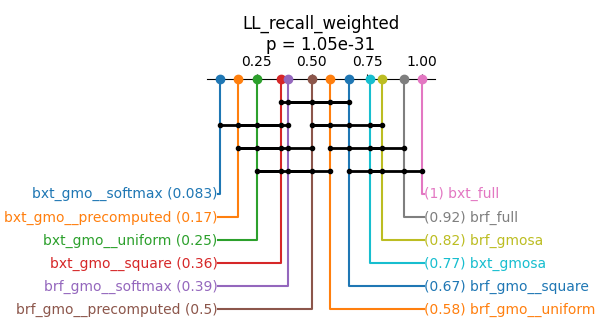 LL_recall_weighted
p = 1.05e-31
0.25 0.50 0.75 1.00
bxt_gmo__softmax (0.083) (1) bxt_full
bxt_gmo__precomputed (0.17) (0.92) brf_full
bxt_gmo__uniform (0.25) (0.82) brf_gmosa
bxt_gmo__square (0.36) (0.77) bxt_gmosa
brf_gmo__softmax (0.39) (0.67) brf_gmo__square
brf_gmo__precomputed (0.5) (0.58) brf_gmo__uniform